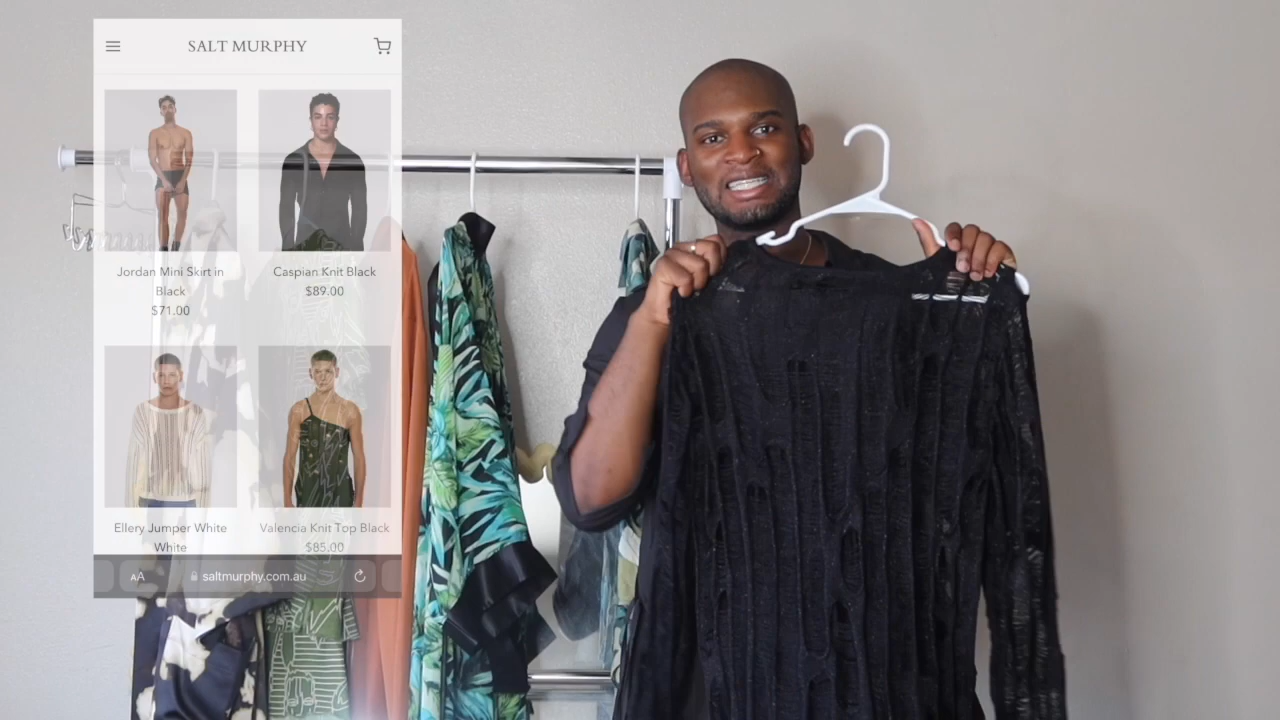 SALT MURPHY
Jordan Mini Skirt in
Black
$71.00
Caspian Knit Black
$89.00
Ellery Jumper White
White
Valencia Knit Top Black
$85.00
AA saltmurphy.com.au